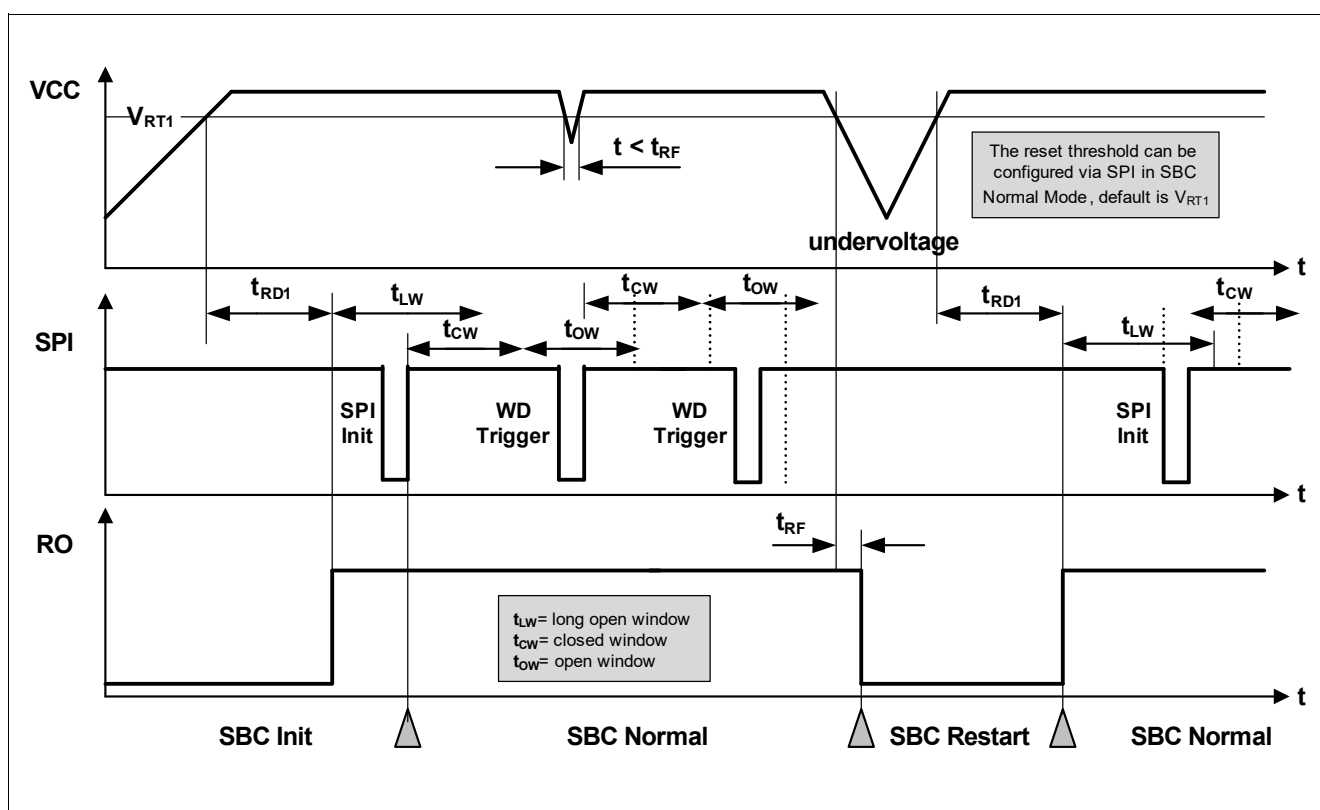 VCC
VRT1
t < tRF
The reset threshold can be
configured via SPI in SBC
Normal Mode, default is VRT1
undervoltage
t
tRD1
tLW
tCW
tOW
tCW
tOW
tRD1
tLW
tCW
SPI
SPI
Init
WD
Trigger
WD
Trigger
SPI
Init
t
RO
tRF
tLW= long open window
tCW= closed window
tOW= open window
t
SBC Init
SBC Normal
SBC Restart
SBC Normal